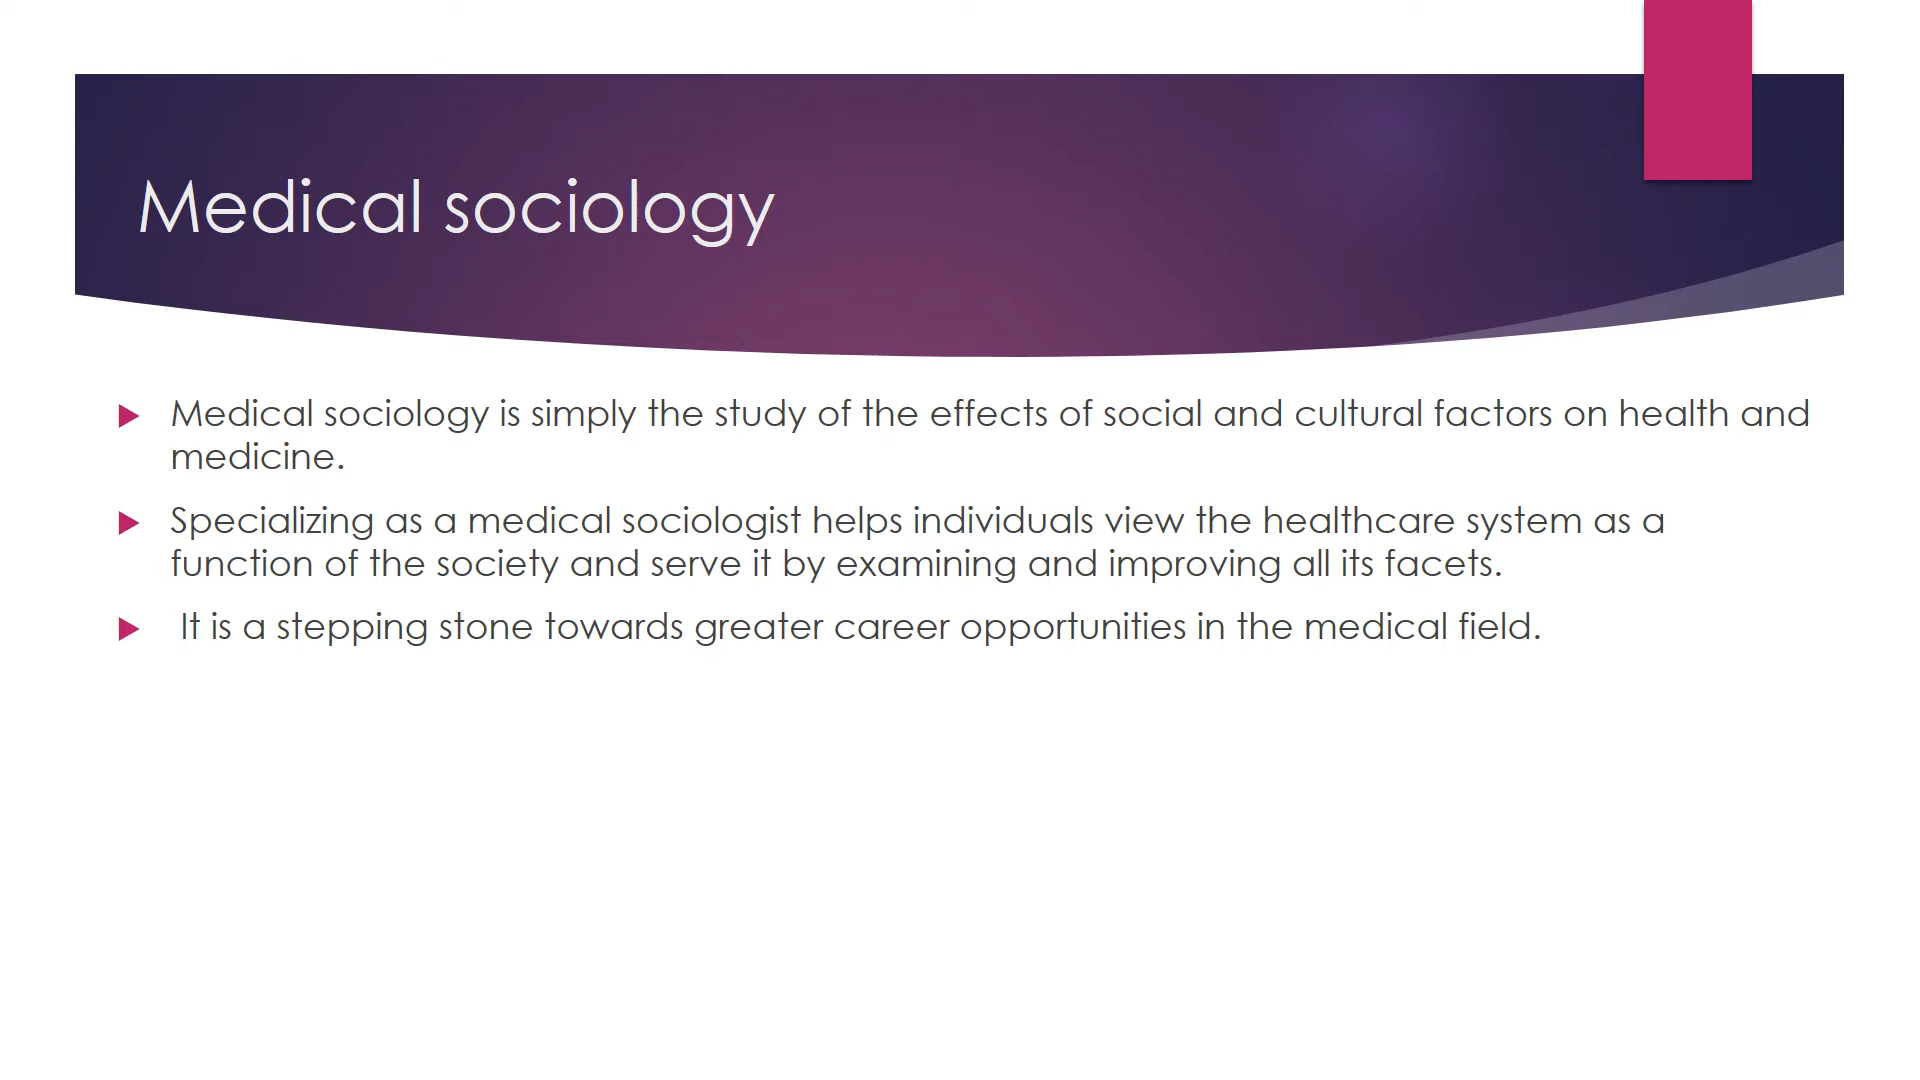 Medical sociology
Medical sociology is simply the study of the effects of social and cultural factors on health and
medicine.
Specializing as a medical sociologist helps individuals view the healthcare system as a
function of the society and serve it by examining and improving all its facets.
It is a stepping stone towards greater career opportunities in the medical field.